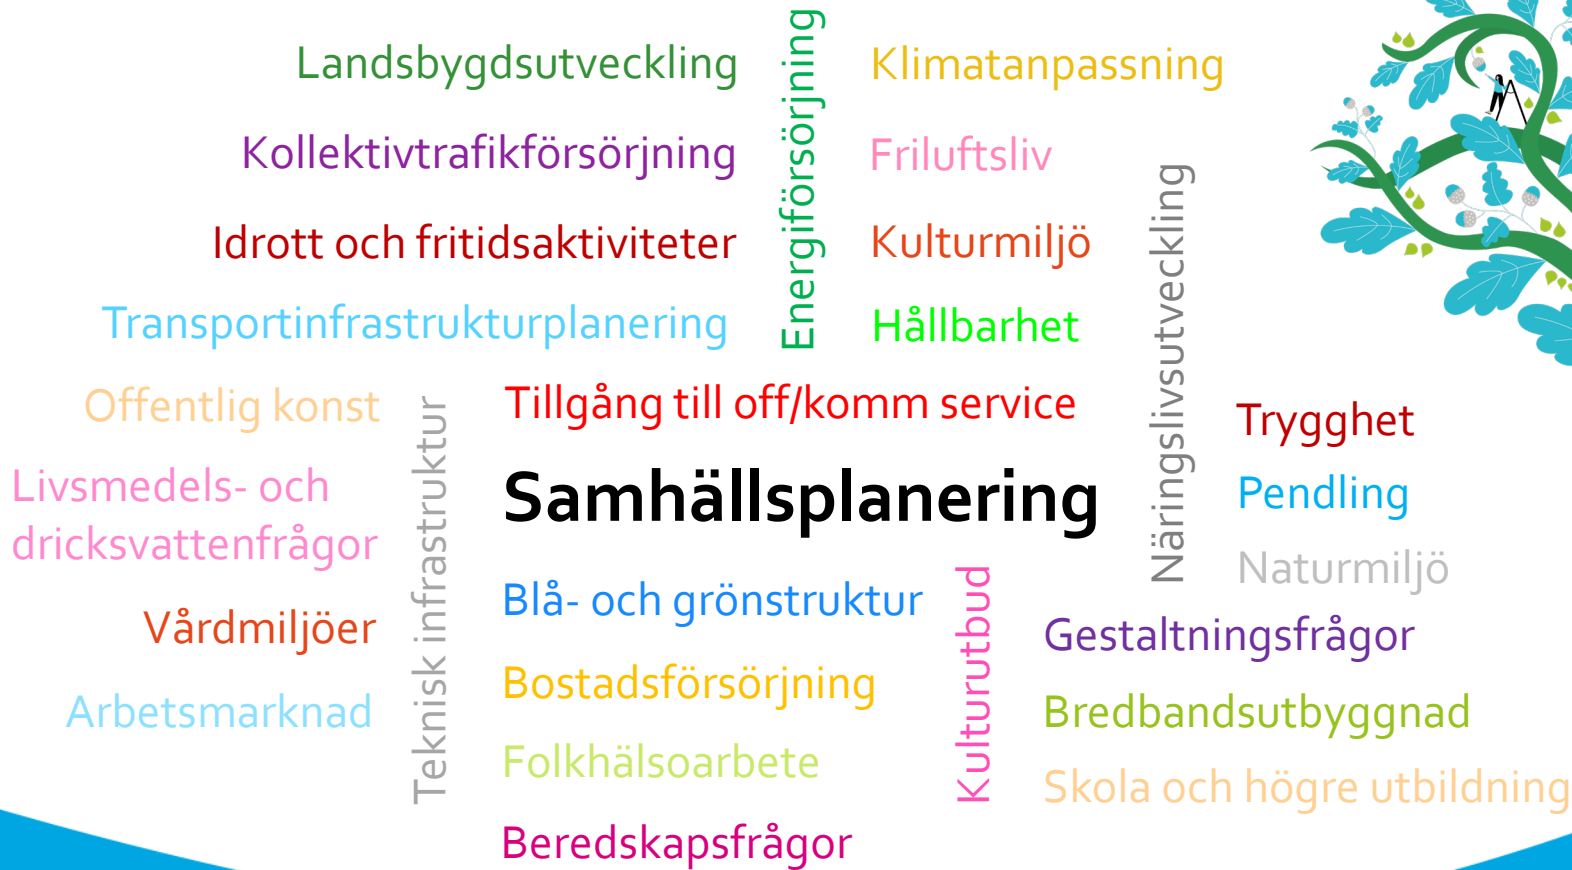 Landsbygdsutveckling
Kollektivtrafikförsörjning
Idrott och fritidsaktiviteter
Transportinfrastrukturplanering
Energiförsörjning
Klimatanpassning
Friluftsliv
Kulturmiljö
Hållbarhet
Näringslivsutveckling
Offentlig konst
Livsmedels- och
dricksvattenfrågor
Vårdmiljöer
Arbetsmarknad
Teknisk infrastruktur
Tillgång till off/komm service
Samhällsplanering
Blå- och grönstruktur
Bostadsförsörjning
Folkhälsoarbete
Beredskapsfrågor
Kulturutbud
Trygghet
Pendling
Naturmiljö
Gestaltningsfrågor
Bredbandsutbyggnad
Skola och högre utbildning